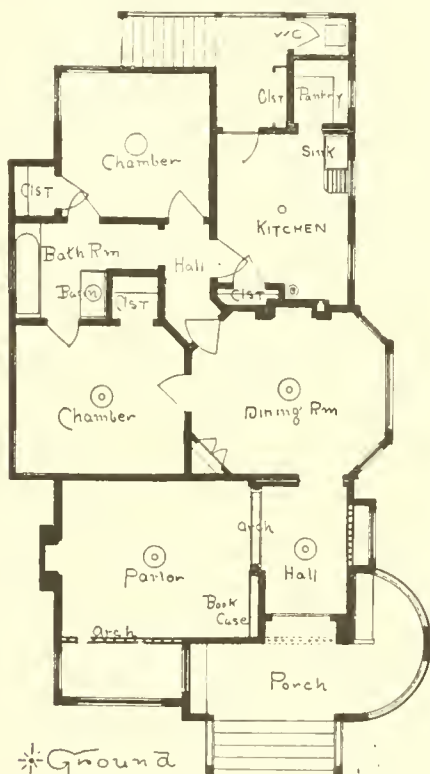 W C
Clst
Pantry
Sink
Chamber
Clst
KITCHEN
Bath Rm
Hall
Basin
Clst
Clst
Chamber
Dining Rm
Parlor
arch
Hall
Book
Case
arch
Porch
Ground